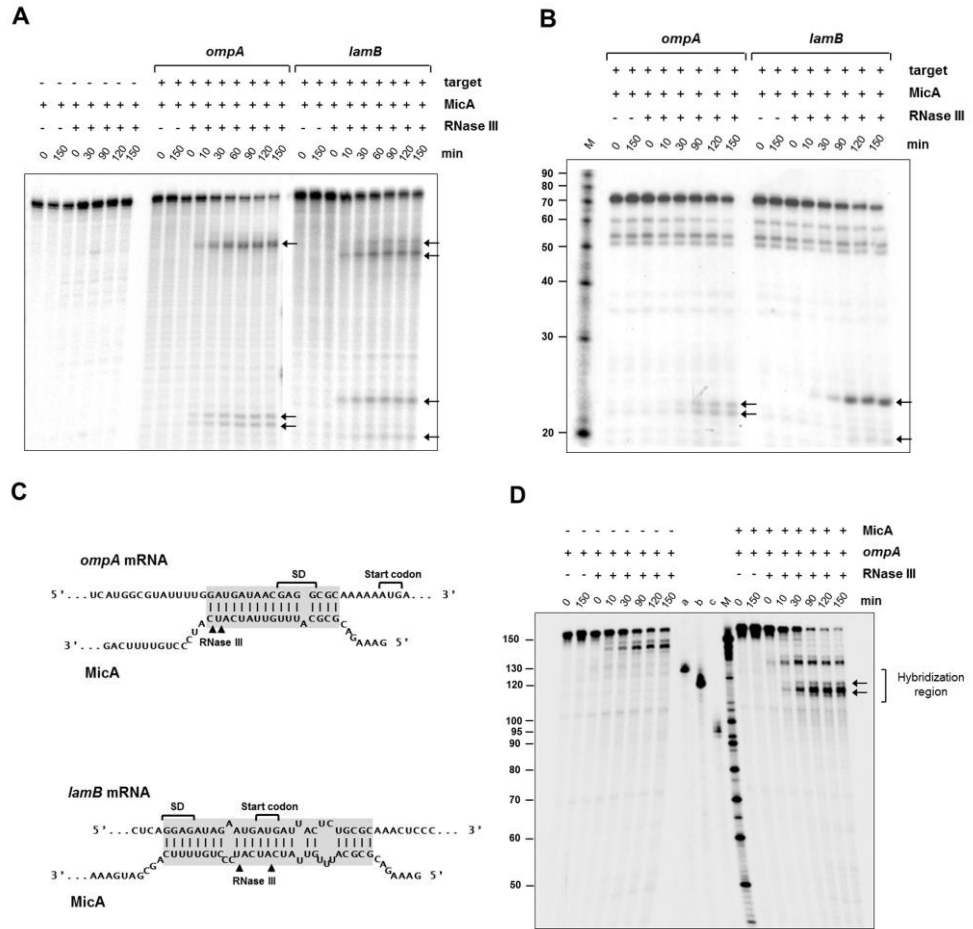 A
ompA lamB
- - - - - - - - + + + + + + + + + + + + + + + + + + target
+ + + + + + + + + + + + + + + + + + + + + + + + + + MicA
- - + + + + + - - + + + + + + + - - + + + + + + + RNase III
0 150 0 30 90 120 150 0 150 0 10 30 60 90 120 150 0 150 0 10 30 60 90 120 150 min
B
ompA lamB
+ + + + + + + + + + + + + + + + target
+ + + + + + + + + + + + + + + + MicA
- - + + + + + + - - + + + + + + RNase III
M 0 150 0 10 30 90 120 150 0 150 0 10 30 90 120 150 min
90
80
70
60
50
40
30
20
C
ompA mRNA
SD Start codon
5' ... UCAUGGCGUAUUUUGGAUGAUAACGAG GCGCAAAAAAUGA... 3'
3' ...GACUUUUGUCCCUAUCUACUAUUGUUUACGCGCAGAAAG 5'
RNase III
MicA
lamB mRNA
SD Start codon
5' ...CUCAGGAGAUAGAAUGAUGAUUACUCUGCGCAAACUCCC ... 3'
3' ...AAAGUAGCGACUUUUGUCCUACUACUAUUGUUUACGCGCAGAAAG 5'
RNase III
MicA
D
- - - - - - - - + + + + + + + + MicA
+ + + + + + + + + + + + + + + + ompA
- - + + + + + + - - + + + + + + RNase III
0 150 0 10 30 90 120 150 a b c M 0 150 0 10 30 90 120 150 min
150
130
120
100
95
90
80
70
60
50
Hybridization
region